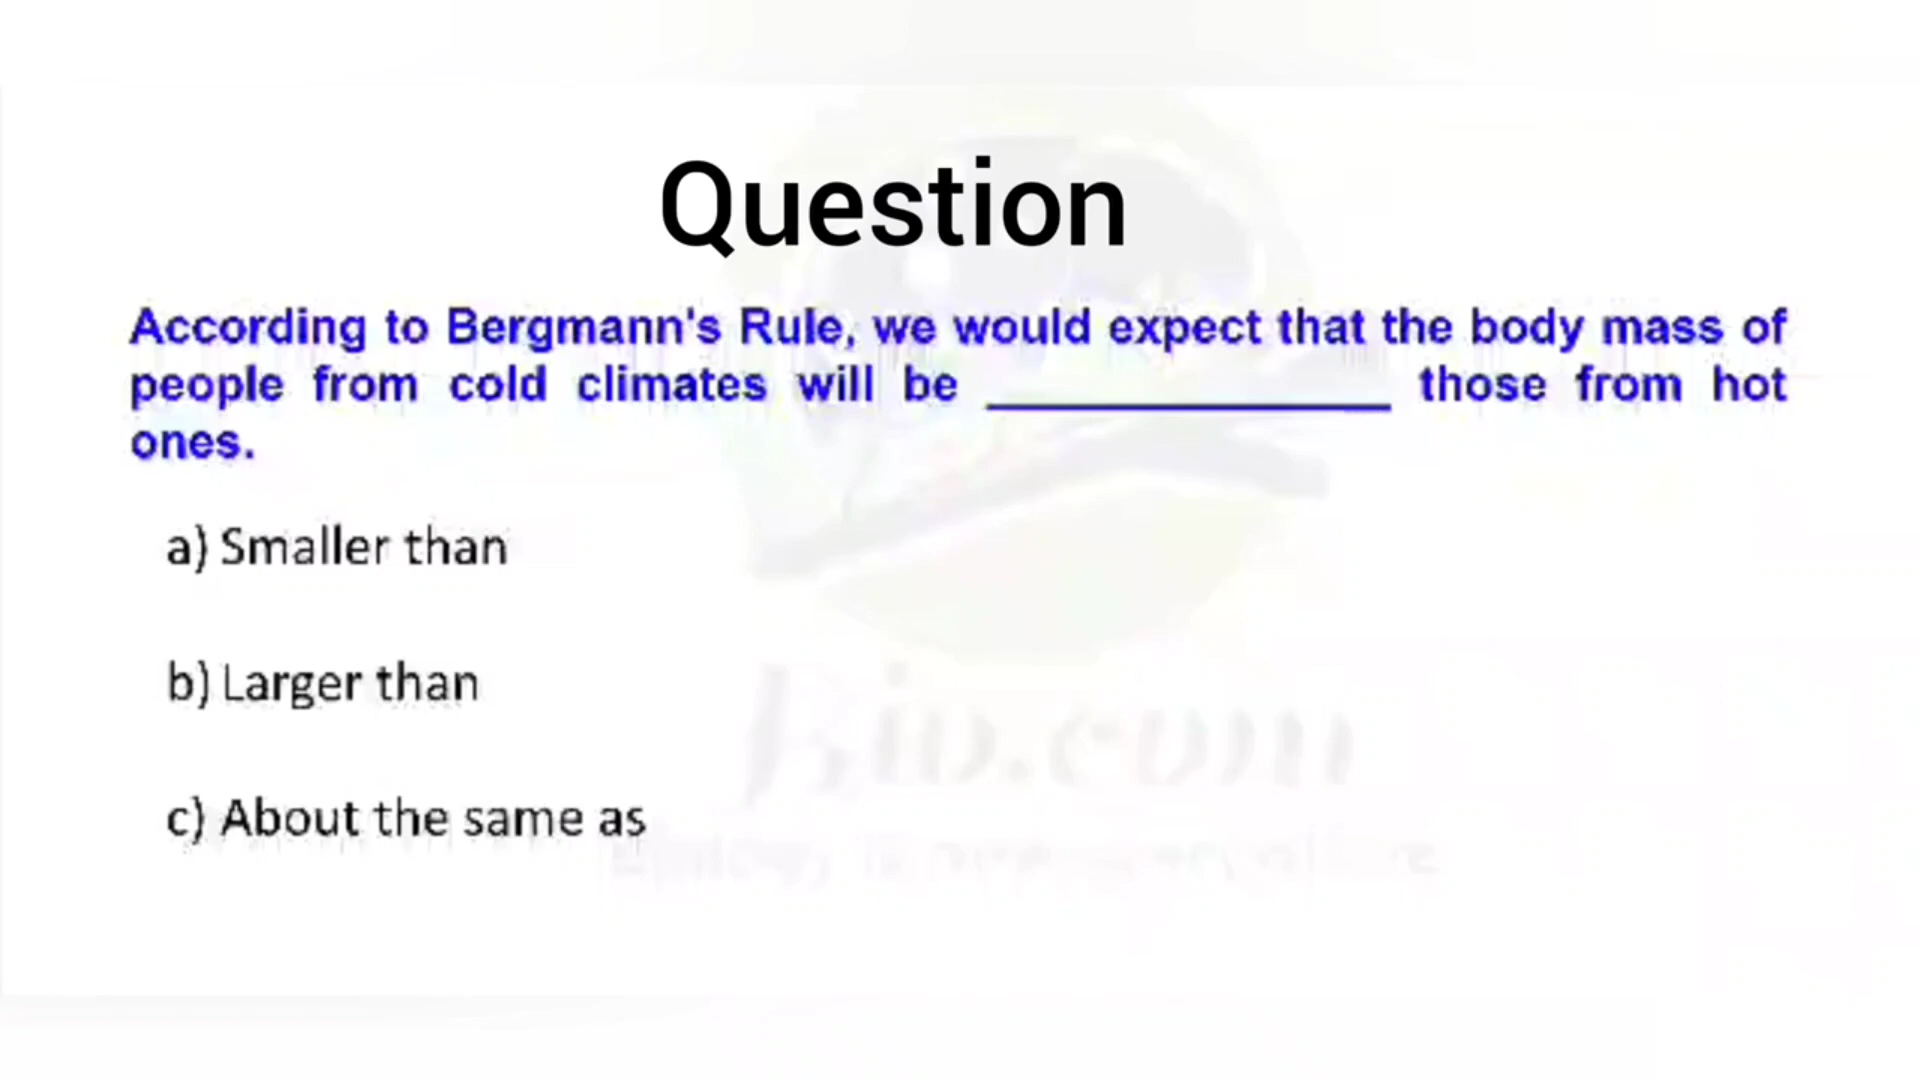 Question
According to Bergmann's Rule, we would expect that the body mass of
people from cold climates will be ________________ those from hot
ones.
a) Smaller than
b) Larger than
c) About the same as